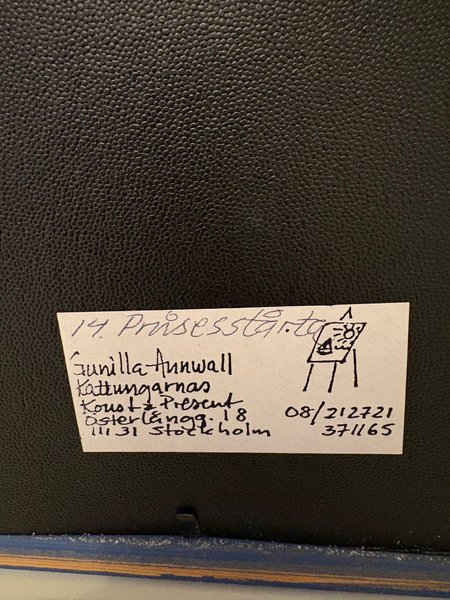 14. Prinsesstårta
Gunilla Annwall
Kattungarnas
Konst & Present
Österlångg. 18
111 31 Stockholm
08/212721
371165